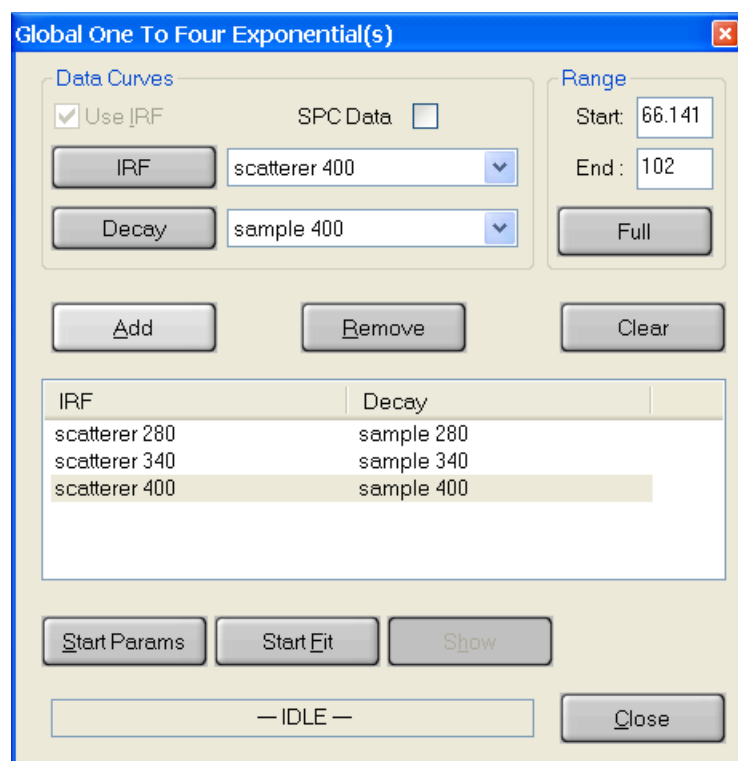 Global One To Four Exponential(s)
Data Curves
Use IRF
SPC Data
IRF
scatterer 400
Decay
sample 400
Range
Start:
66.141
End :
102
Full
Add
Remove
Clear
IRF
Decay
scatterer 280
sample 280
scatterer 340
sample 340
scatterer 400
sample 400
Start Params
Start Fit
Show
— IDLE —
Close